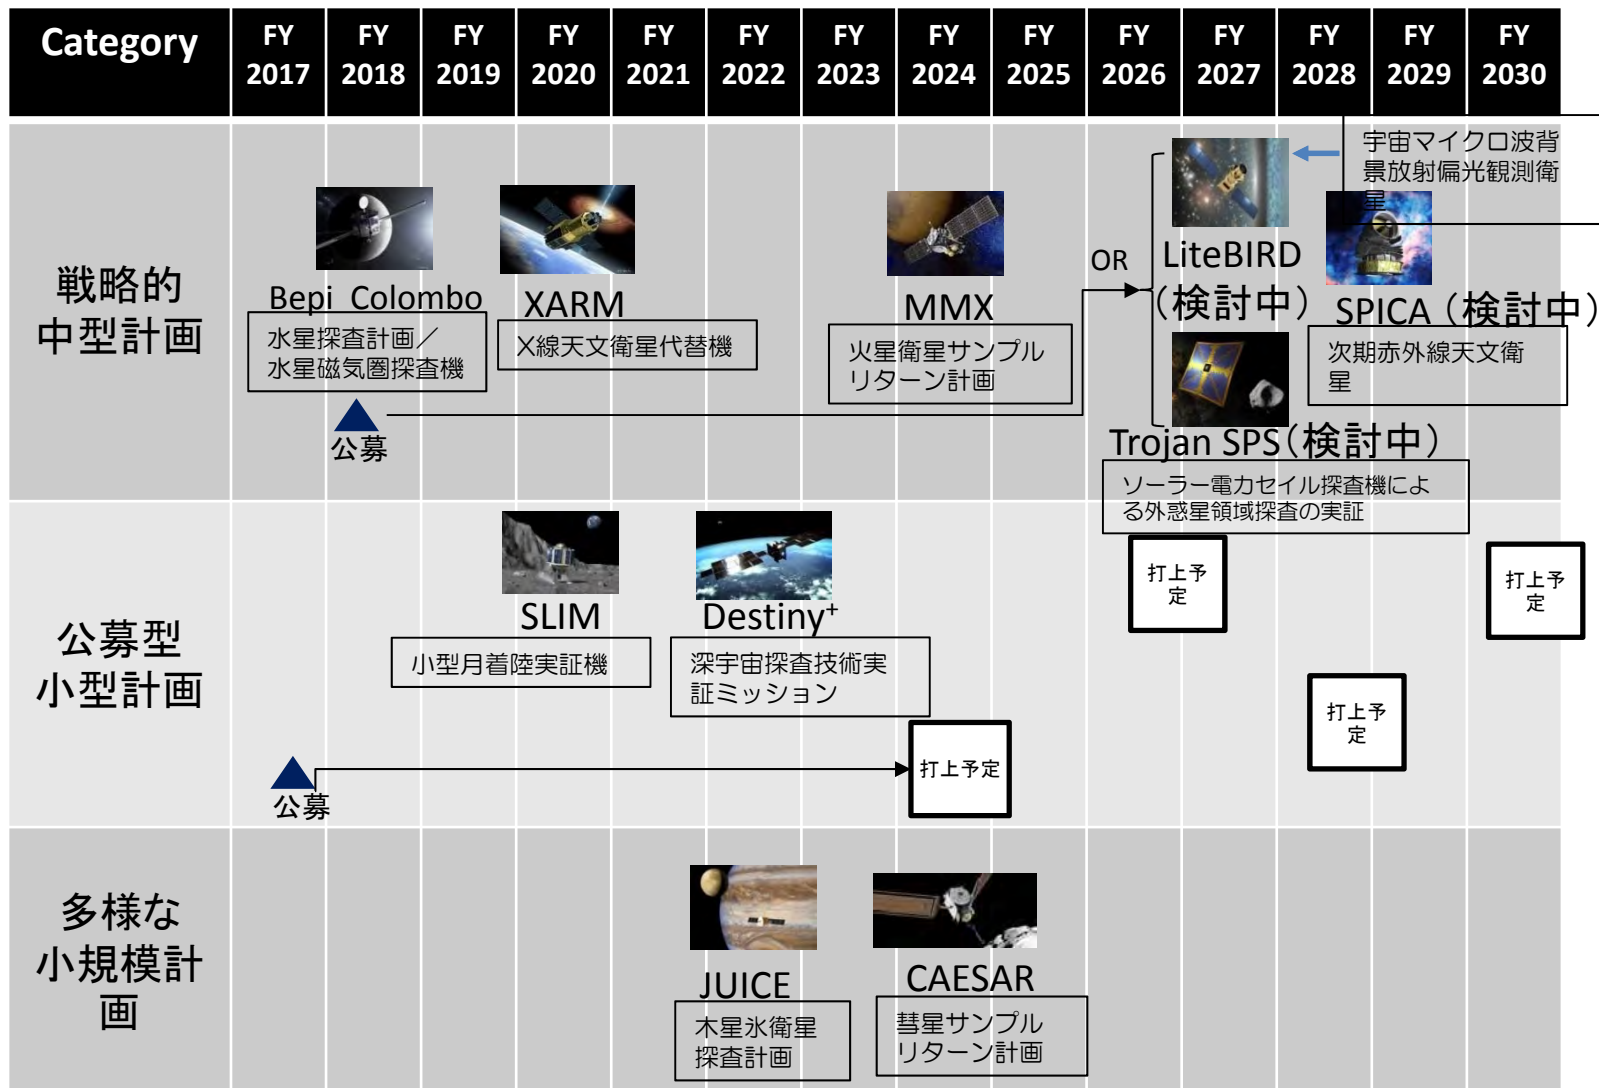 Category
FY
2017
FY
2018
FY
2019
FY
2020
FY
2021
FY
2022
FY
2023
FY
2024
FY
2025
FY
2026
FY
2027
FY
2028
FY
2029
FY
2030
戦略的
中型計画
Bepi Colombo
水星探査計画／
水星磁気圏探査機
XARM
X線天文衛星代替機
MMX
火星衛星サンプル
リターン計画
OR
LiteBIRD
（検討中）
宇宙マイクロ波背
景放射偏光観測衛
星
SPICA（検討中）
次期赤外線天文衛
星
Trojan SPS（検討中）
ソーラー電力セイル探査機によ
る外惑星領域探査の実証
公募
公募型
小型計画
SLIM
小型月着陸実証機
Destiny+
深宇宙探査技術実
証ミッション
打上予
定
打上予
定
打上予
定
打上予定
公募
多様な
小規模計
画
JUICE
木星氷衛星
探査計画
CAESAR
彗星サンプル
リターン計画